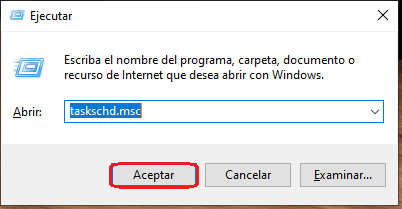 Ejecutar
Escriba el nombre del programa, carpeta, documento o
recurso de Internet que desea abrir con Windows.
Abrir: taskschd.msc
Aceptar Cancelar Examinar...